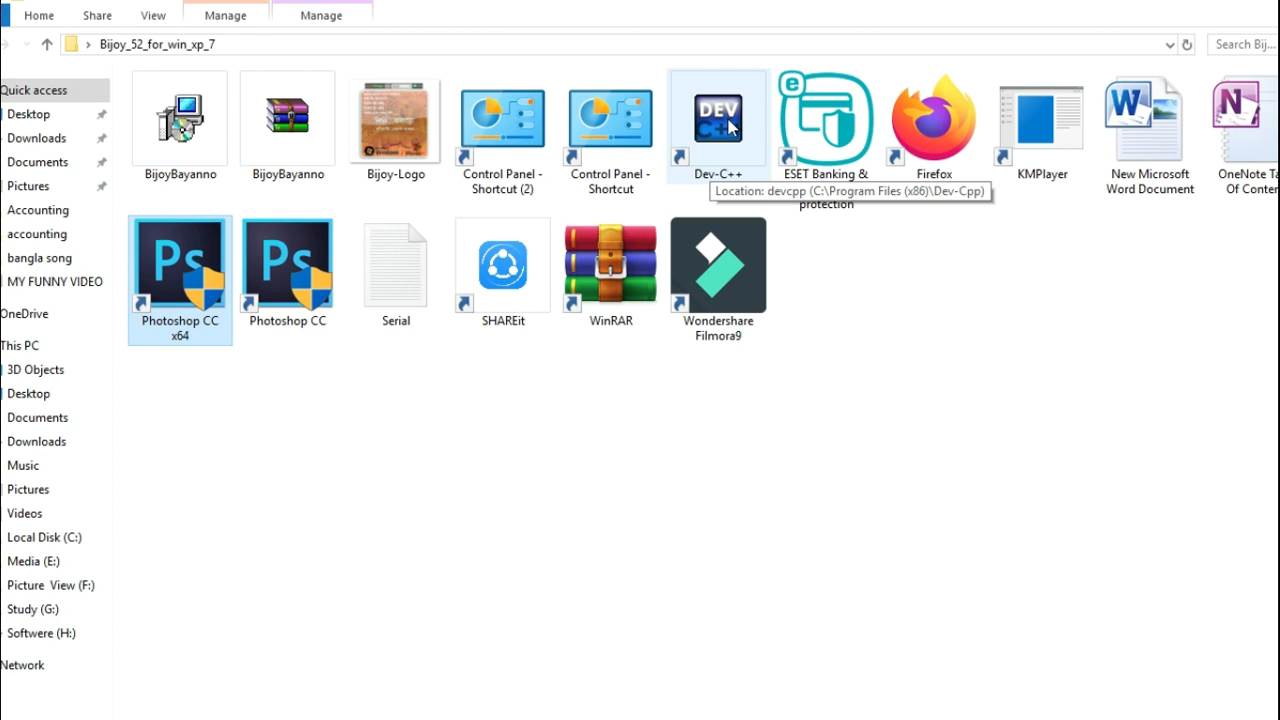 Home Share View Manage Manage
Bijoy_52_for_win_xp_7 Search Bij...
Quick access
Desktop
Downloads
Documents
Pictures
Accounting
accounting
bangla song
MY FUNNY VIDEO
OneDrive
This PC
3D Objects
Desktop
Documents
Downloads
Music
Pictures
Videos
Local Disk (C:)
Media (E:)
Picture View (F:)
Study (G:)
Softwere (H:)
Network
BijoyBayanno
BijoyBayanno
Bijoy-Logo
Control Panel -
Shortcut (2)
Control Panel -
Shortcut
DEV
C++
Dev-C++
Location: devcpp (C:\Program Files (x86)\Dev-Cpp)
e
ESET Banking &
protection
Firefox
KMPlayer
W
New Microsoft
Word Document
N
OneNote Ta
Of Conter
Ps
Photoshop CC
x64
Ps
Photoshop CC
Serial
SHAREit
WinRAR
Wondershare
Filmora9